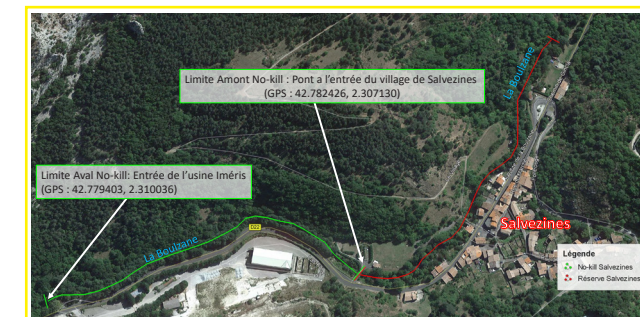 La Boulzane
Limite Amont No-kill : Pont a l'entrée du village de Salvezines
(GPS : 42.782426, 2.307130)
Limite Aval No-kill: Entrée de l'usine Iméris
(GPS : 42.779403, 2.310036)
D22
La Boulzane
Salvezines
Légende
No-kill Salvezines
Réserve Salvezines